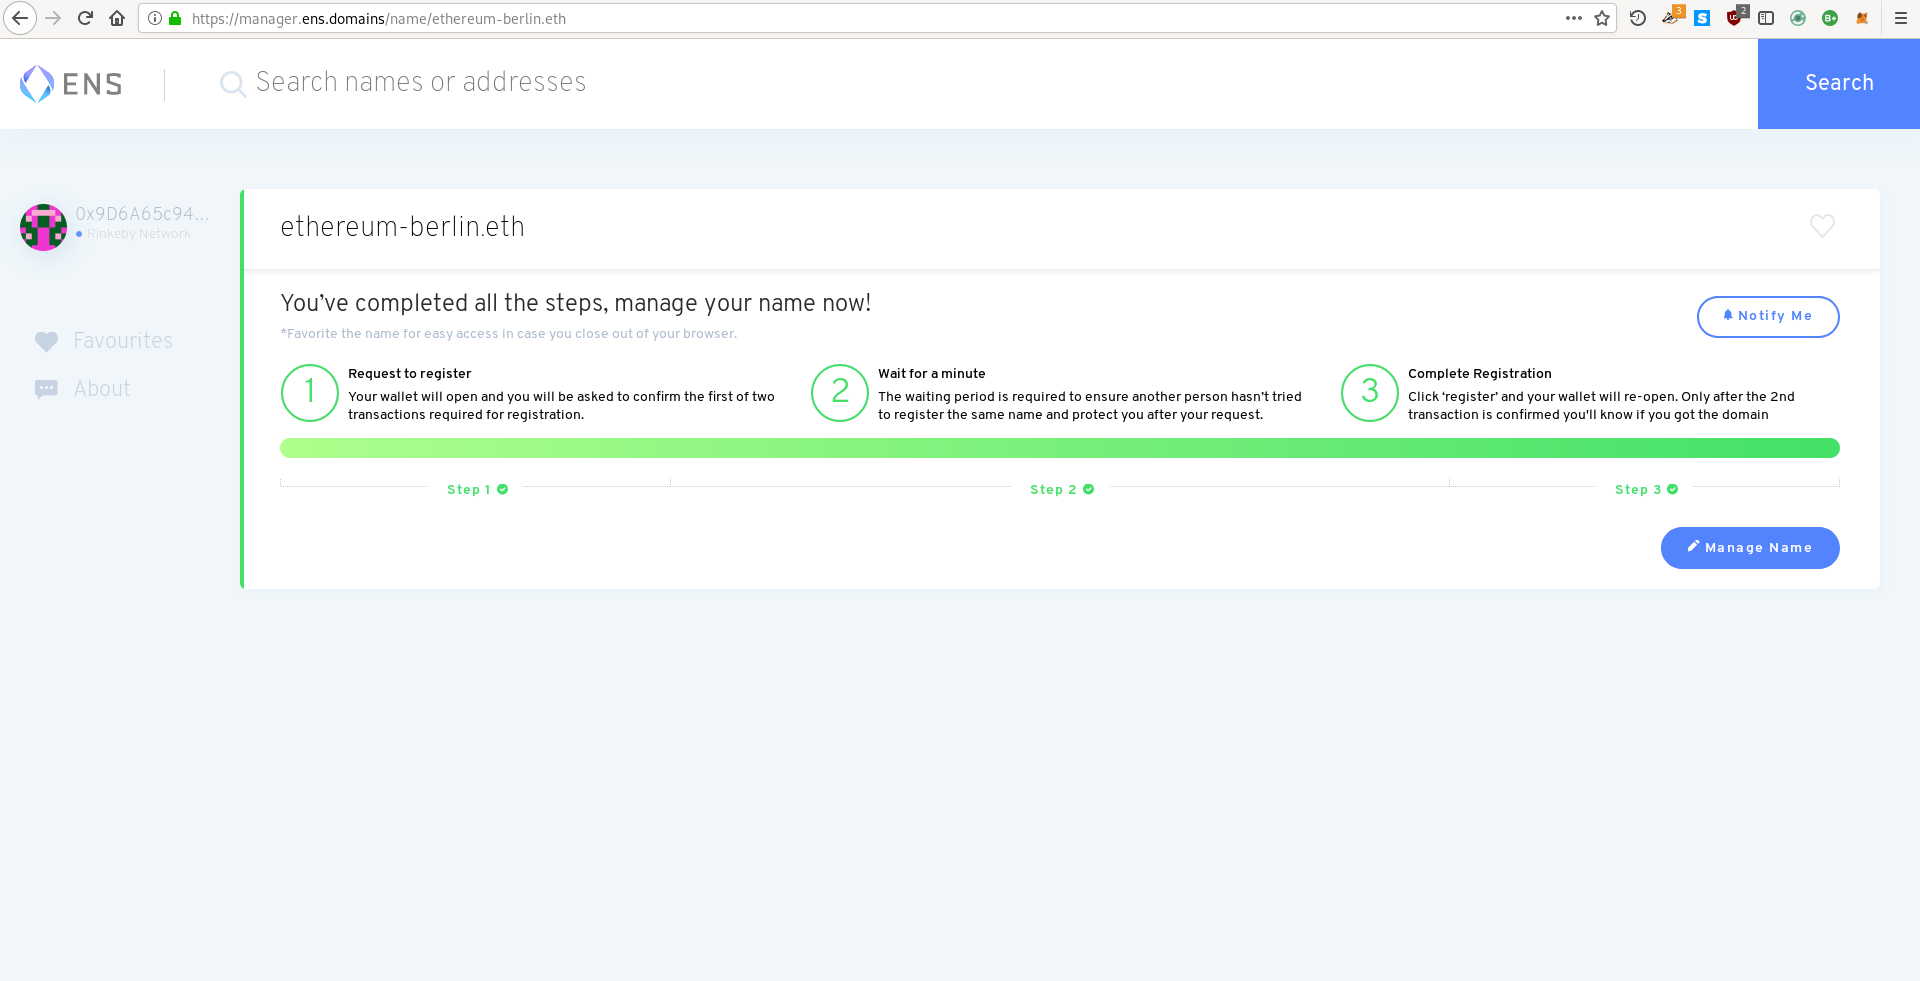 https://manager.ens.domains/name/ethereum-berlin.eth
3
2
ENS
Search names or addresses
Search
0x9D6A65c94...
Rinkeby Network
Favourites
About
ethereum-berlin.eth
You’ve completed all the steps, manage your name now!
*Favorite the name for easy access in case you close out of your browser.
Notify Me
1
Request to register
Your wallet will open and you will be asked to confirm the first of two
transactions required for registration.
2
Wait for a minute
The waiting period is required to ensure another person hasn’t tried
to register the same name and protect you after your request.
3
Complete Registration
Click ‘register’ and your wallet will re-open. Only after the 2nd
transaction is confirmed you'll know if you got the domain
Step 1
Step 2
Step 3
Manage Name